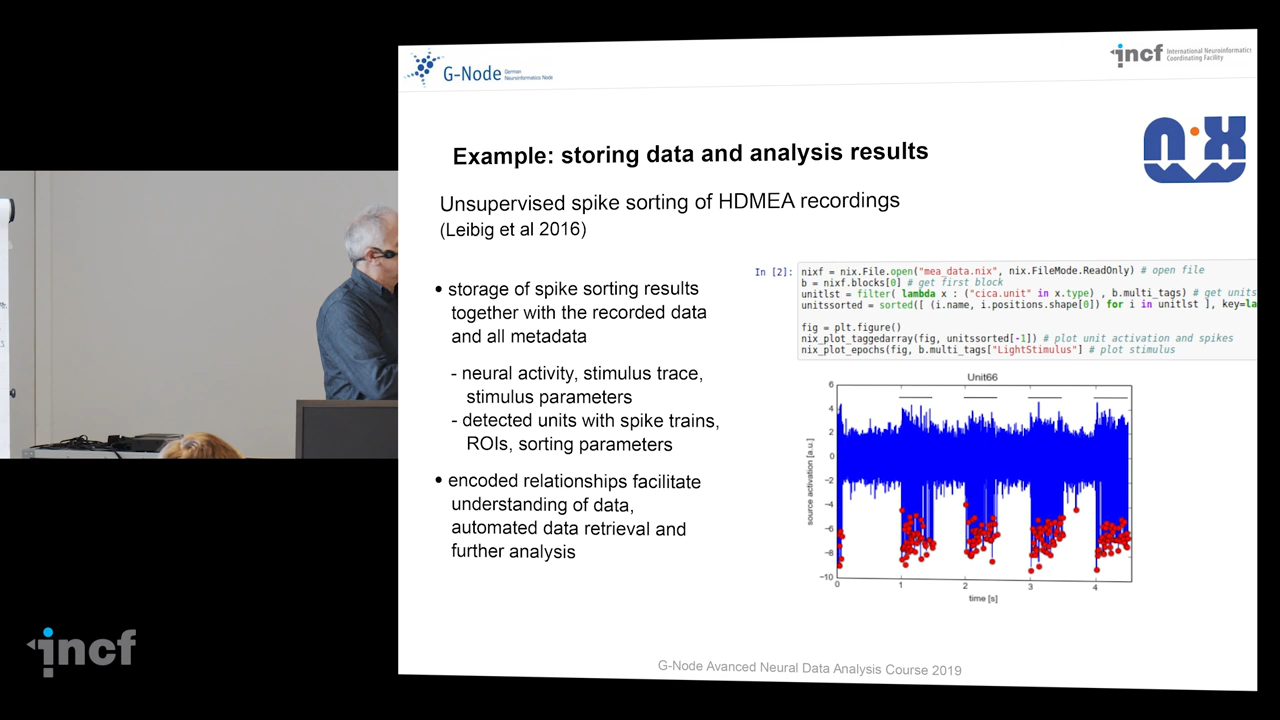 G-Node German Neuroinformatics Node
incf International Neuroinformatics Coordinating Facility
nix
Example: storing data and analysis results
Unsupervised spike sorting of HDMEA recordings
(Leibig et al 2016)
• storage of spike sorting results
together with the recorded data
and all metadata
- neural activity, stimulus trace,
stimulus parameters
- detected units with spike trains,
ROIs, sorting parameters
• encoded relationships facilitate
understanding of data,
automated data retrieval and
further analysis
In [2]:
nixf = nix.File.open("mea_data.nix", nix.FileMode.ReadOnly) # open file
b = nixf.blocks[0] # get first block
unitlst = filter( lambda x : ("cica.unit" in x.type) , b.multi_tags) # get units
unitssorted = sorted([ (i.name, i.positions.shape[0]) for i in unitlst ], key=la
fig = plt.figure()
nix_plot_taggedarray(fig, unitssorted[-1]) # plot unit activation and spikes
nix_plot_epochs(fig, b.multi_tags["LightStimulus"] # plot stimulus
Unit66
6
4
2
0
−2
−4
−6
−8
−10
source activation [a.u.]
0 1 2 3 4
time [s]
G-Node Avanced Neural Data Analysis Course 2019
incf